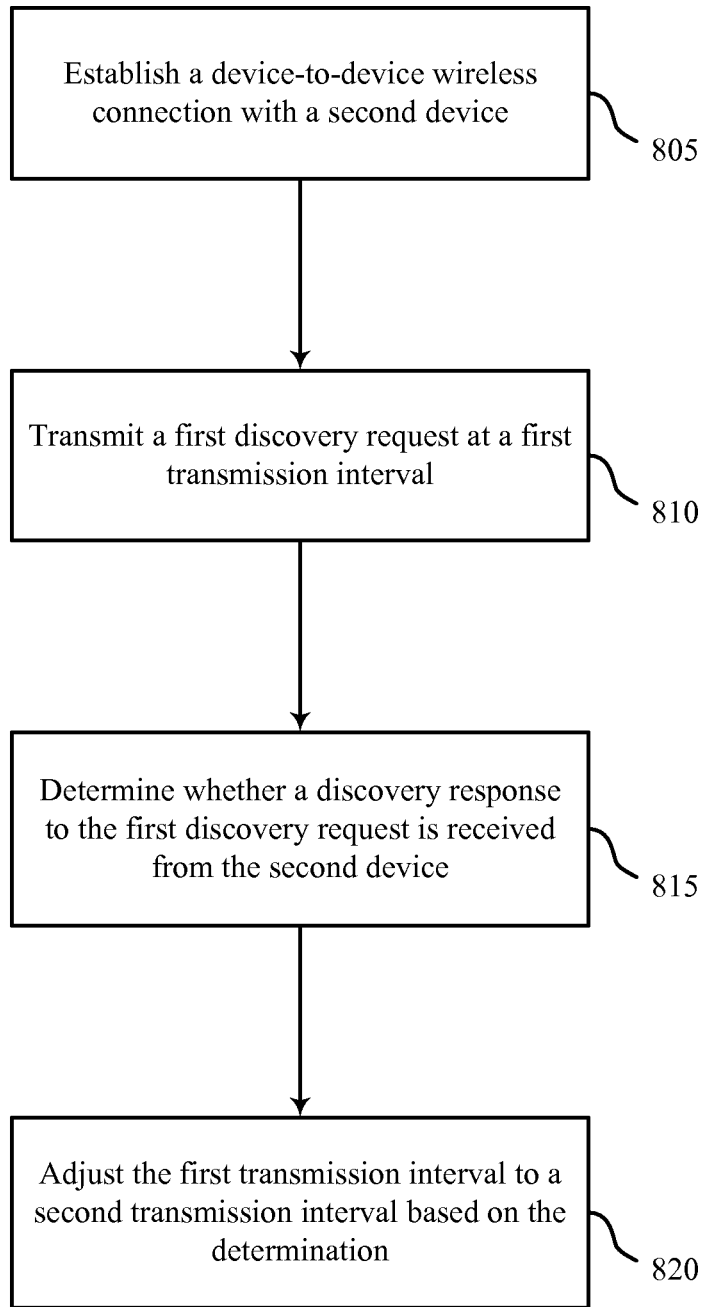 Establish a device-to-device wireless
connection with a second device
805
Transmit a first discovery request at a first
transmission interval
810
Determine whether a discovery response
to the first discovery request is received
from the second device
815
Adjust the first transmission interval to a
second transmission interval based on the
determination
820